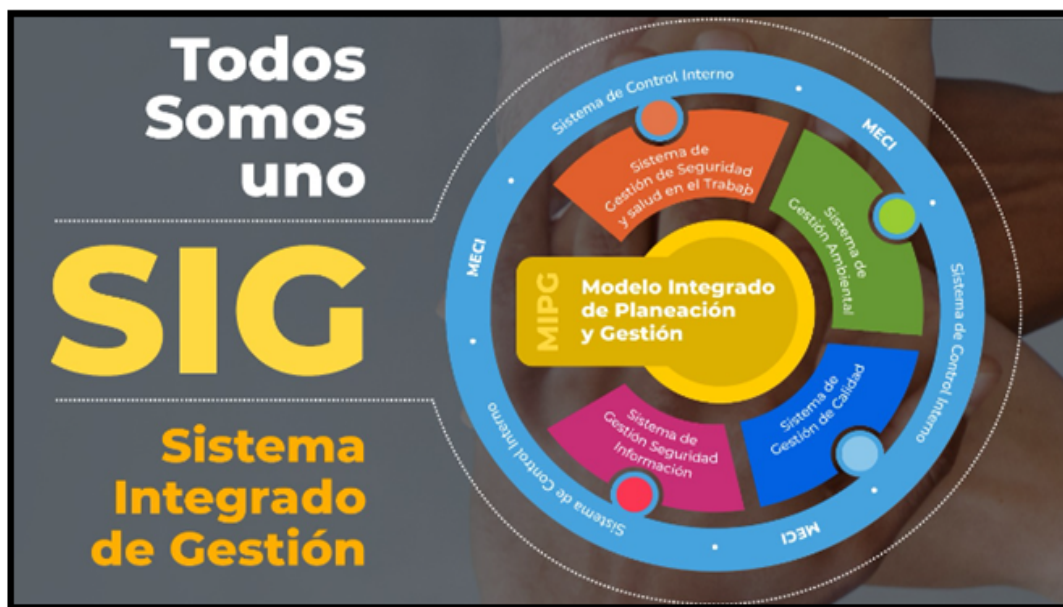 Todos
Somos
uno
SIG
Sistema
Integrado
de Gestión
Sistema de Control Interno
MECI
Sistema de Control Interno
MECI
Sistema de Control Interno
MECI
Sistema de
Gestión de Seguridad
y salud en el Trabaj
Sistema de
Gestión Ambiental
Sistema de
Gestión de Calidad
Sistema de
Gestión Seguridad
Información
MIPG
Modelo Integrado
de Planeación
y Gestión